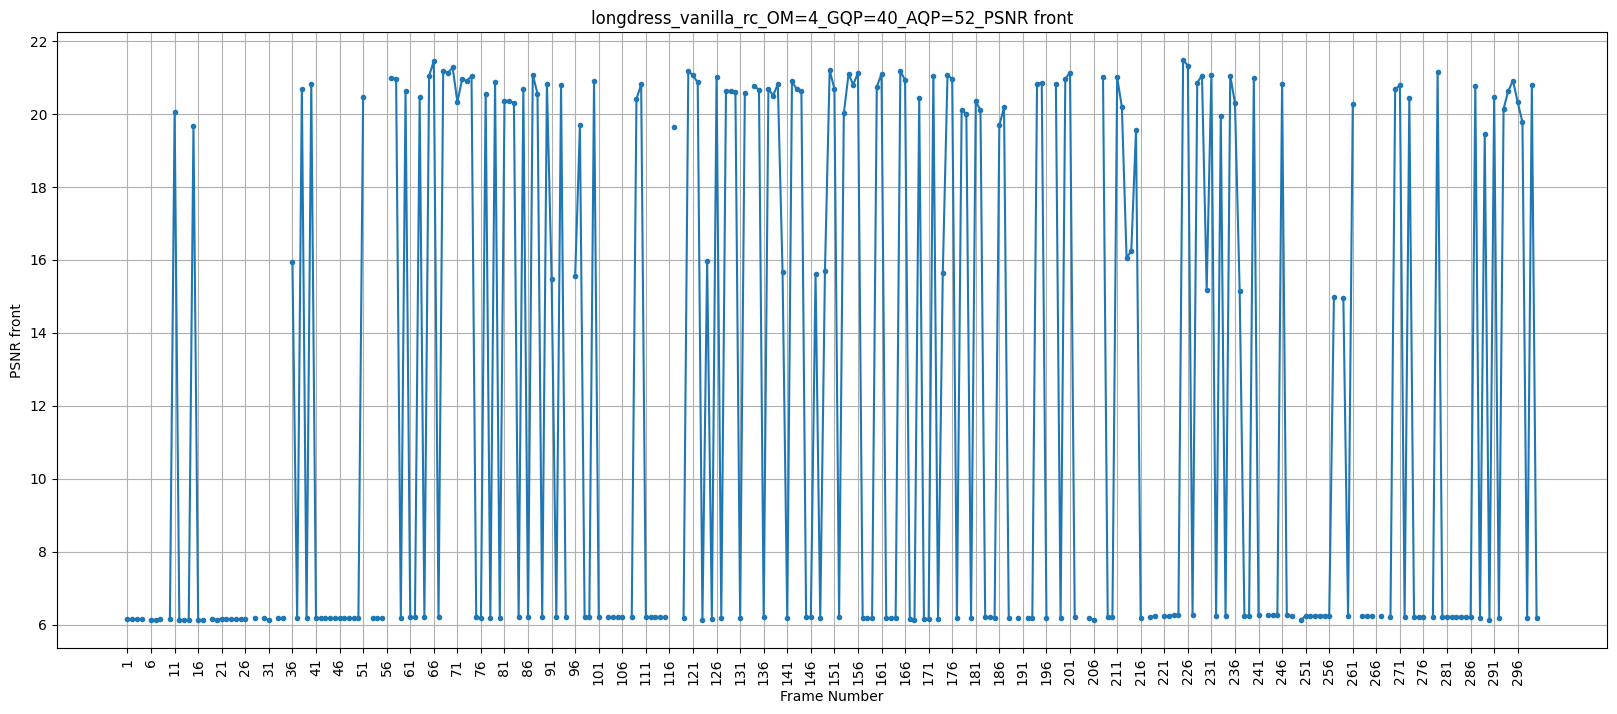 longdress_vanilla_rc_OM=4_GQP=40_AQP=52_PSNR front
PSNR front
22
20
18
16
14
12
10
8
6
1 6 11 16 21 26 31 36 41 46 51 56 61 66 71 76 81 86 91 96 101 106 111 116 121 126 131 136 141 146 151 156 161 166 171 176 181 186 191 196 201 206 211 216 221 226 231 236 241 246 251 256 261 266 271 276 281 286 291 296
Frame Number